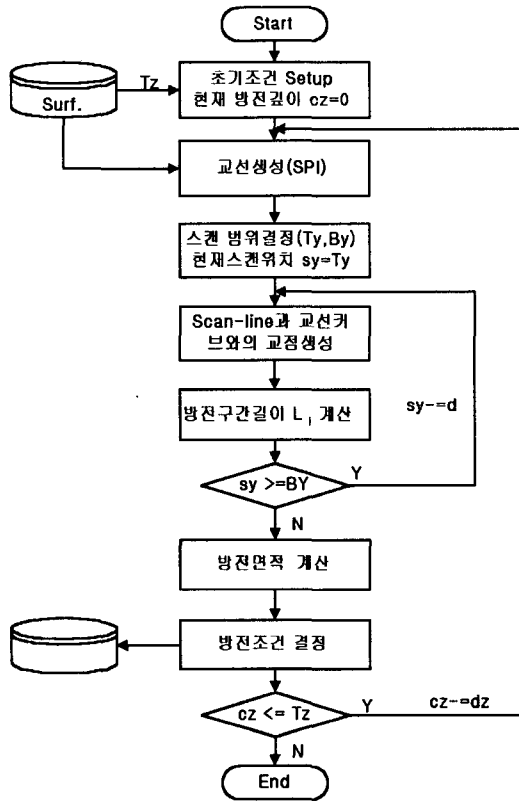 Start
Surf.
Tz
초기조건 Setup
현재 방전깊이 cz=0
교선생성(SPI)
스캔 범위결정(Ty,By)
현재스캔위치 sy=Ty
Scan-line과 교선커
브와의 교점생성
방전구간길이 L i 계산
sy-=d
sy >=BY
Y
N
방전면적 계산
방전조건 결정
cz <= Tz
Y
cz-=dz
N
End